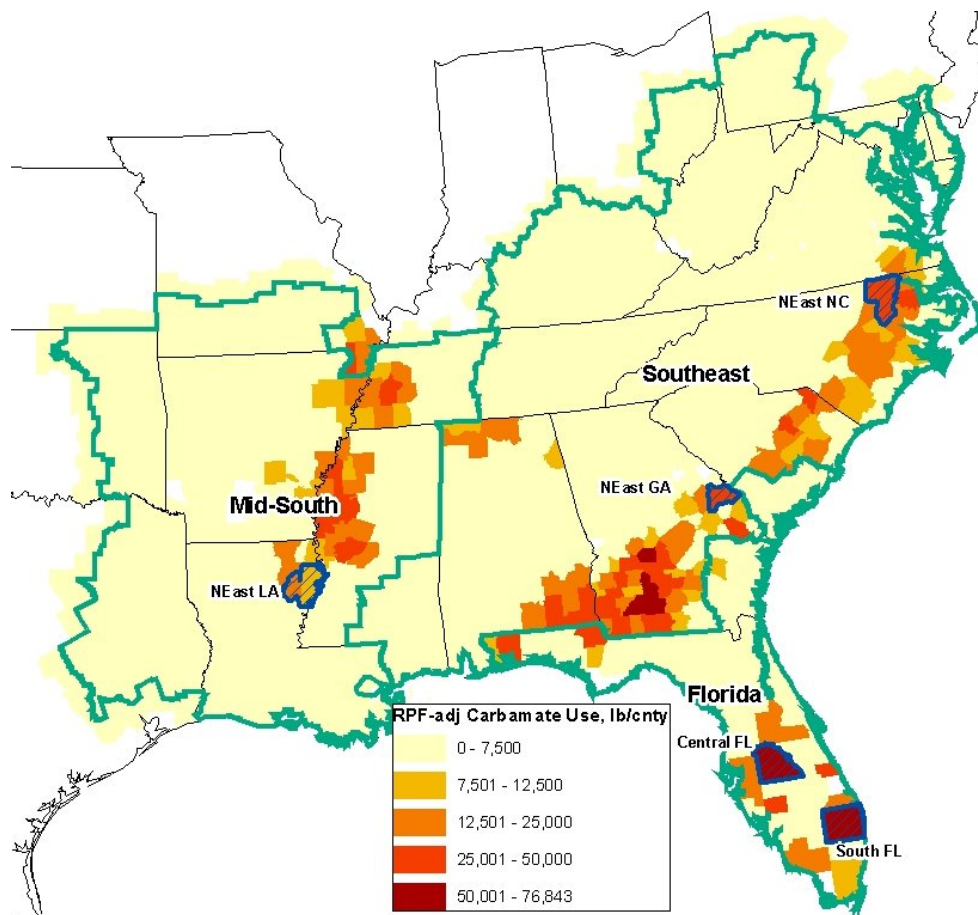 NEast NC
Southeast
NEast GA
Mid-South
NEast LA
Florida
RPF-adj Carbamate Use, lb/cnty
Central FL
0 - 7,500
7,501 - 12,500
12,501 - 25,000
South FL
25,001 - 50,000
50,001 - 76,843